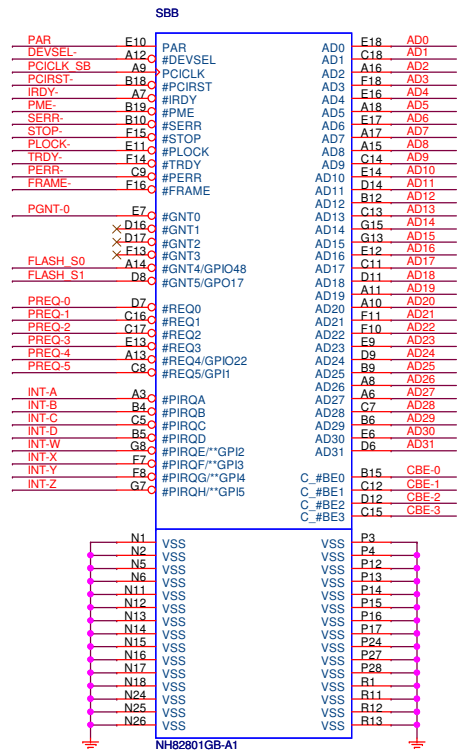 SBB
PAR E10 PAR AD0 E18 AD0
DEVSEL- A12 #DEVSEL AD1 C18 AD1
PCICLK_SB A9 PCICLK AD2 A16 AD2
PCIRST- B18 #PCIRST AD3 F18 AD3
IRDY- A7 #IRDY AD4 E16 AD4
PME- B19 #PME AD5 A18 AD5
SERR- B10 #SERR AD6 E17 AD6
STOP- F15 #STOP AD7 A17 AD7
PLOCK- E11 #PLOCK AD8 A15 AD8
TRDY- F14 #TRDY AD9 C14 AD9
PERR- C9 #PERR AD10 E14 AD10
FRAME- F16 #FRAME AD11 D14 AD11
AD12 B12 AD12
PGNT-0 E7 #GNT0 AD13 C13 AD13
D16 #GNT1 AD14 G15 AD14
D17 #GNT2 AD15 G13 AD15
F13 #GNT3 AD16 E12 AD16
FLASH_S0 A14 #GNT4/GPIO48 AD17 C11 AD17
FLASH_S1 D8 #GNT5/GPO17 AD18 D11 AD18
AD19 A11 AD19
PREQ-0 D7 #REQ0 AD20 A10 AD20
PREQ-1 C16 #REQ1 AD21 F11 AD21
PREQ-2 C17 #REQ2 AD22 F10 AD22
PREQ-3 E13 #REQ3 AD23 E9 AD23
PREQ-4 A13 #REQ4/GPIO22 AD24 D9 AD24
PREQ-5 C8 #REQ5/GPI1 AD25 B9 AD25
AD26 A8 AD26
INT-A A3 #PIRQA AD27 A6 AD27
INT-B B4 #PIRQB AD28 C7 AD28
INT-C C5 #PIRQC AD29 B6 AD29
INT-D B5 #PIRQD AD30 E6 AD30
INT-W G8 #PIRQE/**GPI2 AD31 D6 AD31
INT-X F7 #PIRQF/**GPI3
INT-Y F8 #PIRQG/**GPI4 C_#BE0 B15 CBE-0
INT-Z G7 #PIRQH/**GPI5 C_#BE1 C12 CBE-1
C_#BE2 D12 CBE-2
C_#BE3 C15 CBE-3
N1 VSS VSS P3
N2 VSS VSS P4
N5 VSS VSS P12
N6 VSS VSS P13
N11 VSS VSS P14
N12 VSS VSS P15
N13 VSS VSS P16
N14 VSS VSS P17
N15 VSS VSS P24
N16 VSS VSS P27
N17 VSS VSS P28
N18 VSS VSS R1
N24 VSS VSS R11
N25 VSS VSS R12
N26 VSS VSS R13
NH82801GB-A1